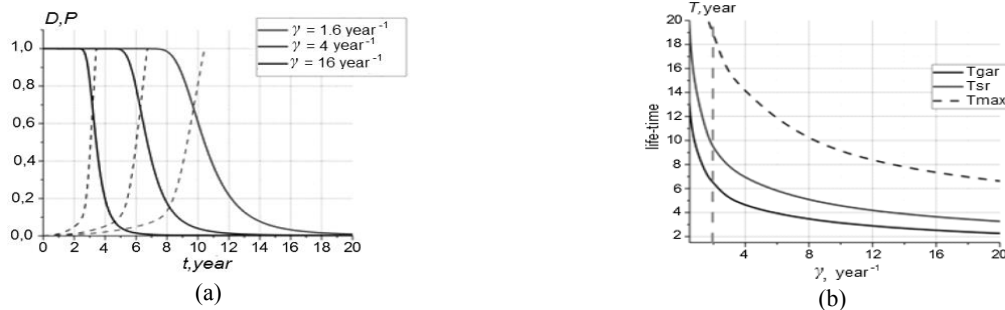 D,P
1,0
0,8
0,6
0,4
0,2
0,0
0 2 4 6 8 10 12 14 16 18 20
t,year
γ = 1.6 year⁻¹
γ = 4 year⁻¹
γ = 16 year⁻¹
(a)
T,year
20
18
16
14
12
10
8
6
4
2
life-time
4 8 12 16 20
γ, year⁻¹
Tgar
Tsr
Tmax
(b)